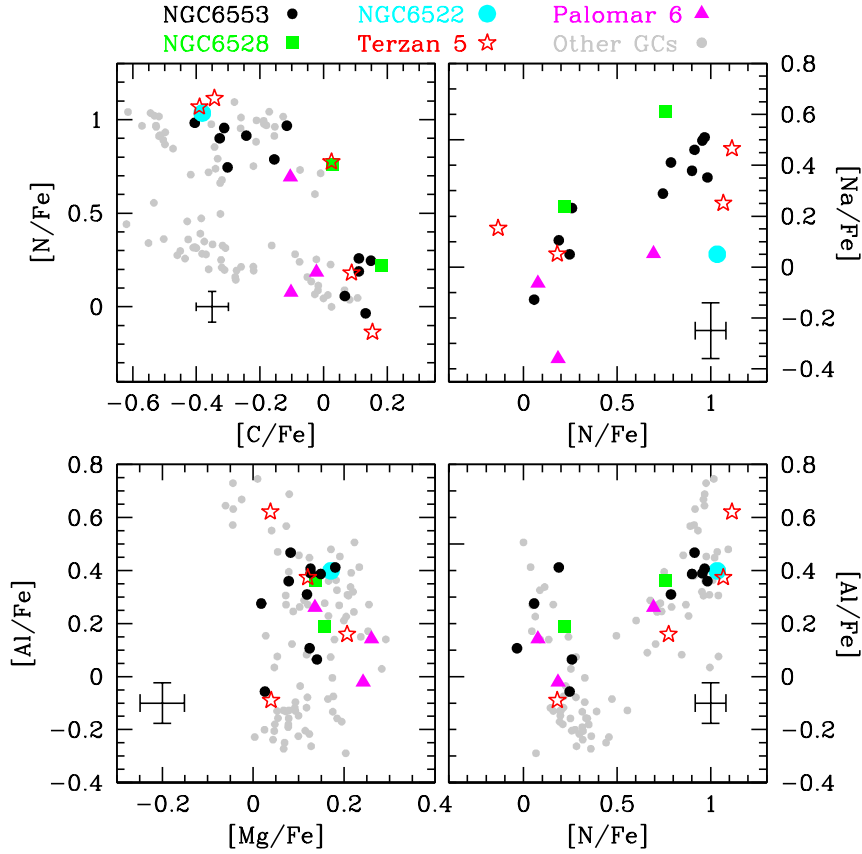 NGC6553 NGC6522 Palomar 6
NGC6528 Terzan 5 Other GCs
1
0.5
0
[N/Fe]
−0.6 −0.4 −0.2 0 0.2
[C/Fe]
0.8
0.6
0.4
0.2
0
−0.2
−0.4
[Na/Fe]
0 0.5 1
[N/Fe]
0.8
0.6
0.4
0.2
0
−0.2
−0.4
[Al/Fe]
−0.2 0 0.2 0.4
[Mg/Fe]
0.8
0.6
0.4
0.2
0
−0.2
−0.4
[Al/Fe]
0 0.5 1
[N/Fe]